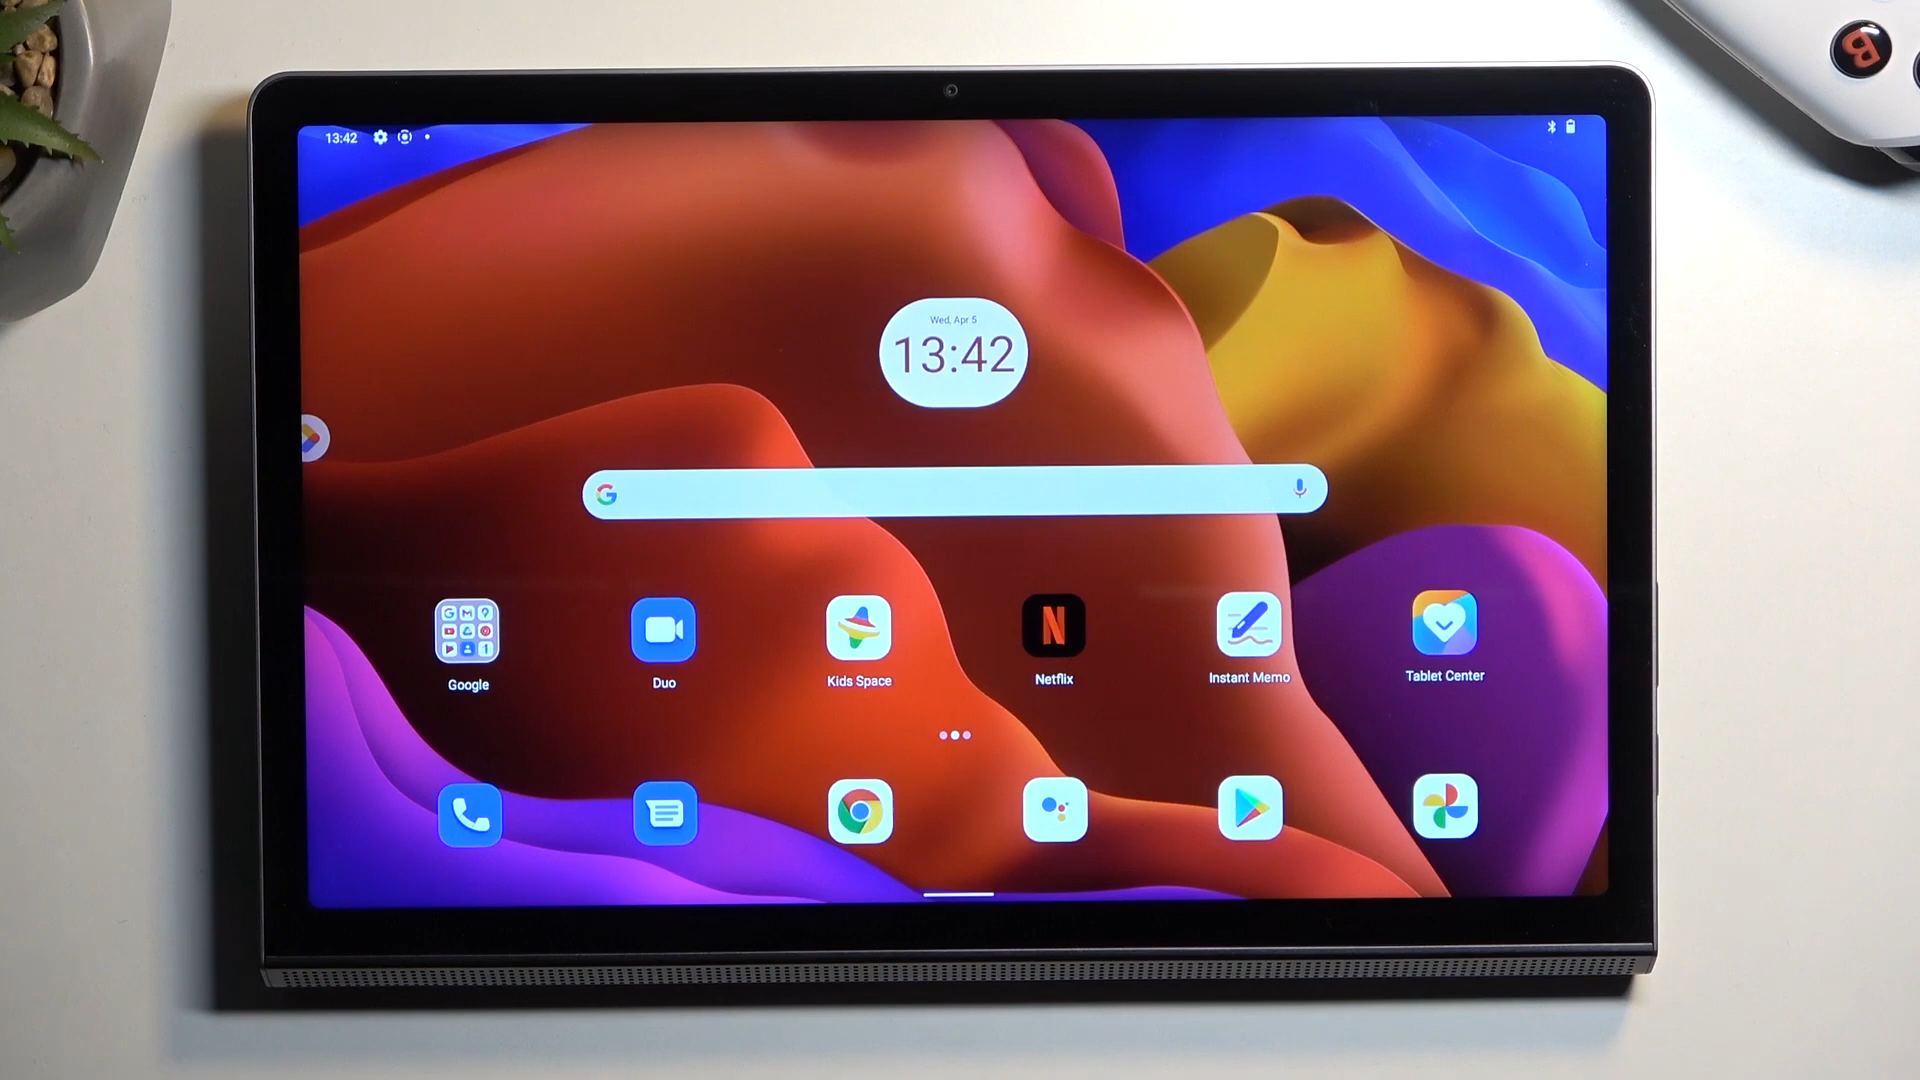 13:42
Wed, Apr 5
13:42
G
Google
Duo
Kids Space
N
Netflix
Instant Memo
Tablet Center
B